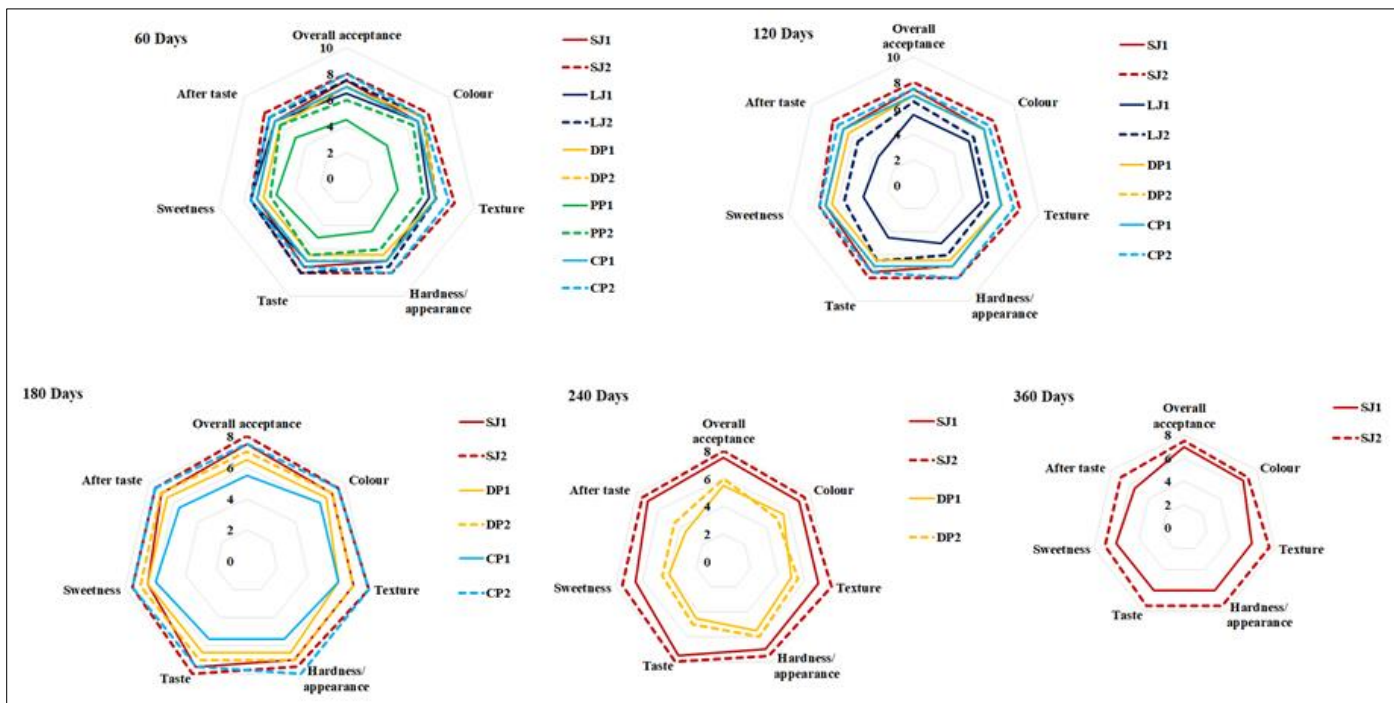 60 Days
Overall acceptance
10
8
6
4
2
0
Colour
Texture
Hardness/
appearance
Taste
Sweetness
After taste
SJ1
SJ2
LJ1
LJ2
DP1
DP2
PP1
PP2
CP1
CP2
120 Days
Overall
acceptance
10
8
6
4
2
0
Colour
Texture
Hardness/
appearance
Taste
Sweetness
After taste
SJ1
SJ2
LJ1
LJ2
DP1
DP2
CP1
CP2
180 Days
Overall acceptance
8
6
4
2
0
Colour
Texture
Hardness/
appearance
Taste
Sweetness
After taste
SJ1
SJ2
DP1
DP2
CP1
CP2
240 Days
Overall
acceptance
8
6
4
2
0
Colour
Texture
Hardness/
appearance
Taste
Sweetness
After taste
SJ1
SJ2
DP1
DP2
360 Days
Overall
acceptance
8
6
4
2
0
Colour
Texture
Hardness/
appearance
Taste
Sweetness
After taste
SJ1
SJ2